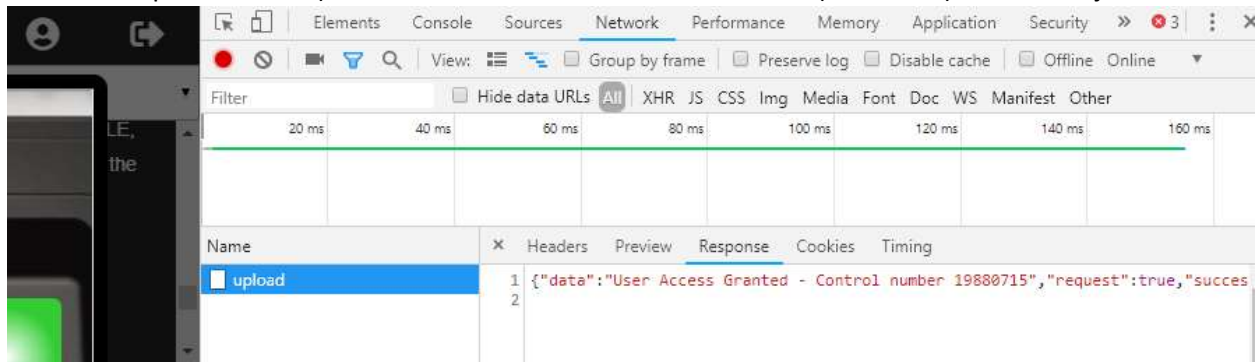 Elements Console Sources Network Performance Memory Application Security » 3
View: Group by frame Preserve log Disable cache Offline Online
Filter Hide data URLs All XHR JS CSS Img Media Font Doc WS Manifest Other
20 ms 40 ms 60 ms 80 ms 100 ms 120 ms 140 ms 160 ms
LE,
the
Name × Headers Preview Response Cookies Timing
upload
1 {"data":"User Access Granted - Control number 19880715","request":true,"succes
2